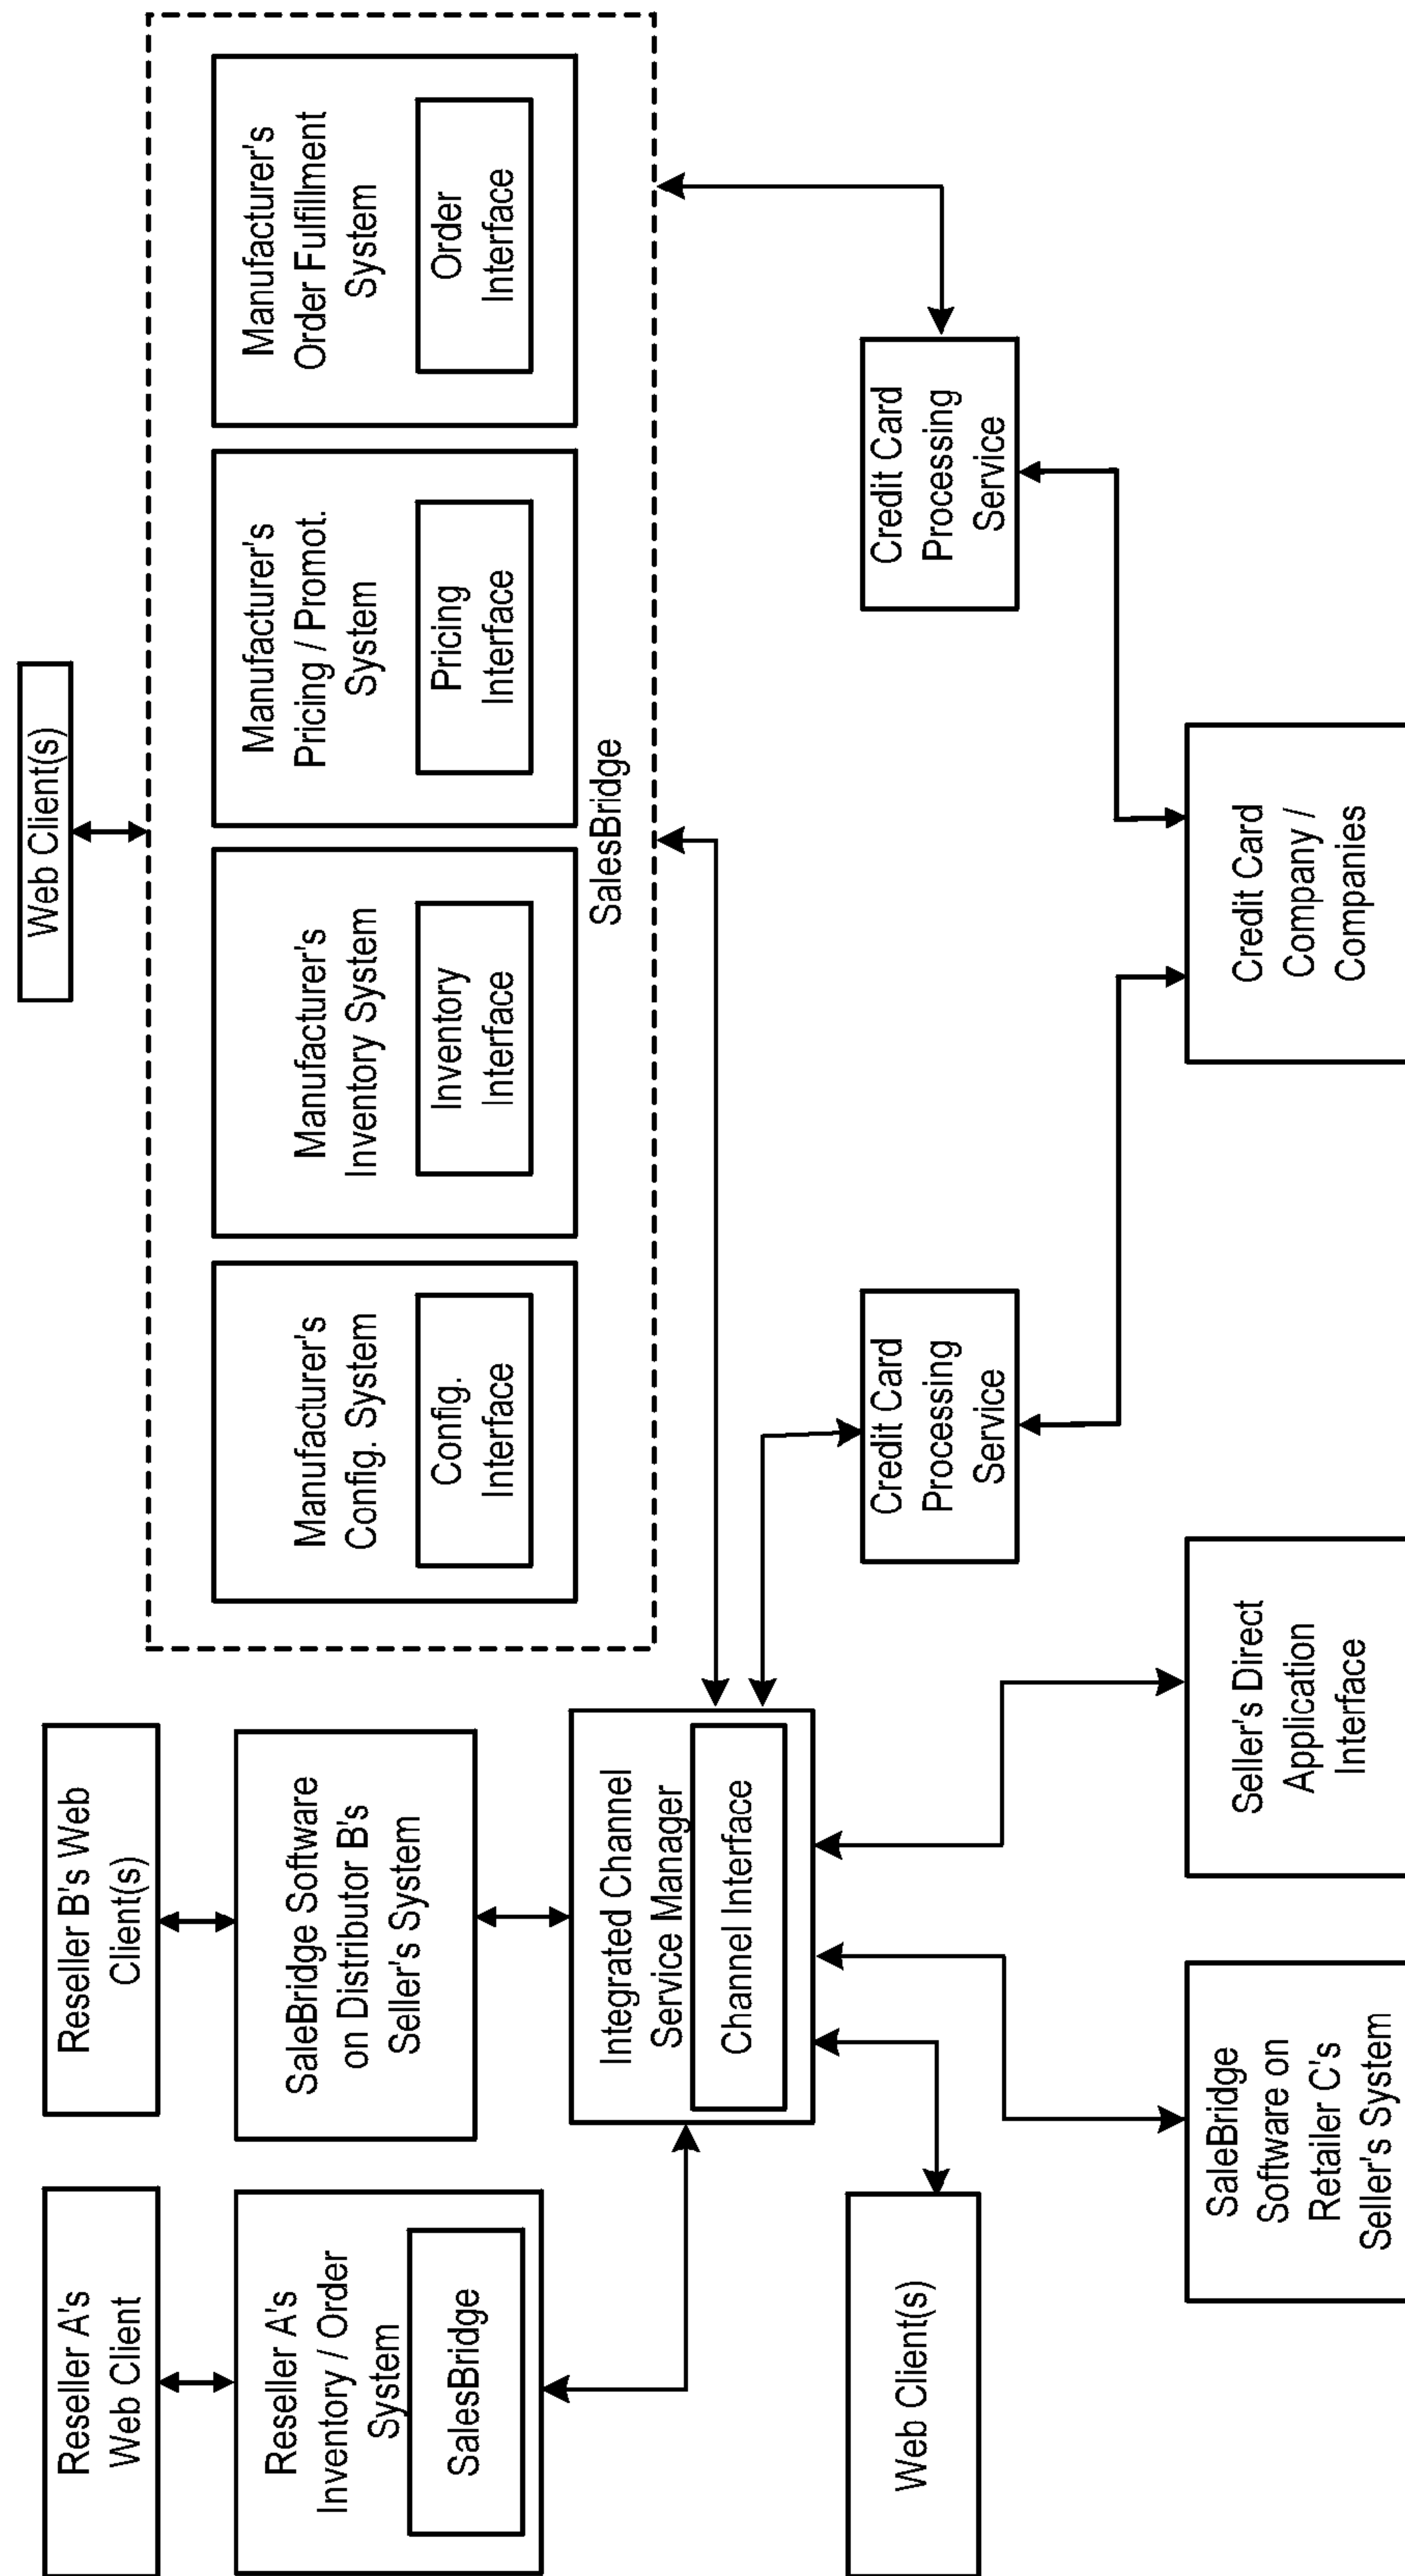 Reseller A's
Web Client
Reseller B's Web
Client(s)
Web Client(s)
Reseller A's
Inventory / Order
System
SalesBridge
SaleBridge Software
on Distributor B's
Seller's System
Manufacturer's
Config. System
Config.
Interface
Manufacturer's
Inventory System
Inventory
Interface
Manufacturer's
Pricing / Promot.
System
Pricing
Interface
Manufacturer's
Order Fulfillment
System
Order
Interface
SalesBridge
Integrated Channel
Service Manager
Channel Interface
Web Client(s)
Credit Card
Processing
Service
Credit Card
Processing
Service
SaleBridge
Software on
Retailer C's
Seller's System
Seller's Direct
Application
Interface
Credit Card
Company /
Companies